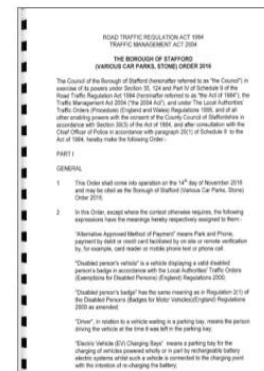 ROAD TRAFFIC REGULATION ACT 1984
TRAFFIC MANAGEMENT ACT 2004
THE BOROUGH OF STAFFORD
(VARIOUS CAR PARKS, STONE) ORDER 2016
The Council of the Borough of Stafford (hereinafter referred to as "the Council") in
exercise of its powers under Section 35, 124 and Part IV of Schedule 9 of the
Road Traffic Regulation Act 1984 (hereinafter referred to as "the Act of 1984"), the
Traffic Management Act 2004 ("the 2004 Act"), and under The Local Authorities'
Traffic Orders (Procedure) (England and Wales) Regulations 1996, and of all
other enabling powers with the consent of the County Council of Staffordshire in
accordance with Section 39(3) of the Act of 1984, and after consultation with the
Chief Officer of Police in accordance with paragraph 20(1) of Schedule 9 to the
Act of 1984, hereby make the following Order:-
PART I
GENERAL
1 This Order shall come into operation on the 14th day of November 2016
and may be cited as the Borough of Stafford (Various Car Parks, Stone)
Order 2016.
2 In this Order, except where the context otherwise requires, the following
expressions have the meanings hereby respectively assigned to them:-
"Alternative Approved Method of Payment" means Park and Phone,
payment by debit or credit card facilitated by on site or remote verification
by, for example, card reader or mobile phone text or phone call.
"Disabled person's vehicle" is a vehicle displaying a valid disabled
person's badge in accordance with the Local Authorities' Traffic Orders
(Exemptions for Disabled Persons) (England) Regulations 2000;
"Disabled person's badge" has the same meaning as in Regulation 2(1) of
the Disabled Persons (Badges for Motor Vehicles)(England) Regulations
2000 as amended;
"Driver", in relation to a vehicle waiting in a parking bay, means the person
driving the vehicle at the time it was left in the parking bay;
"Electric Vehicle (EV) Charging Bays" means a parking bay for the
charging of vehicles powered wholly or in part by rechargeable battery
electric systems whilst such a vehicle is connected to the charging point
with the intention of re-charging the battery;